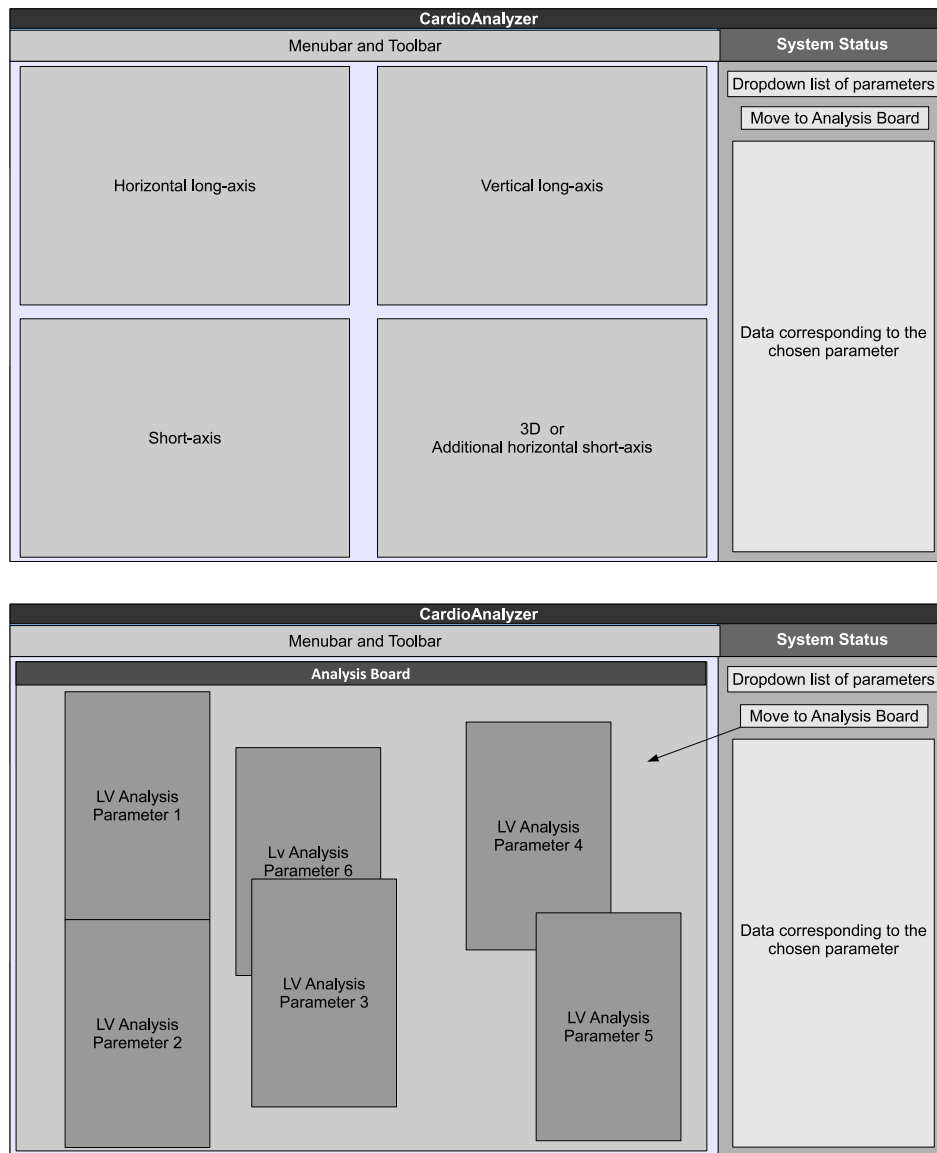 CardioAnalyzer
Menubar and Toolbar
System Status
Dropdown list of parameters
Move to Analysis Board
Horizontal long-axis
Vertical long-axis
Data corresponding to the
chosen parameter
Short-axis
3D or
Additional horizontal short-axis
CardioAnalyzer
Menubar and Toolbar
System Status
Analysis Board
Dropdown list of parameters
Move to Analysis Board
LV Analysis
Parameter 1
Lv Analysis
Parameter 6
LV Analysis
Parameter 4
Data corresponding to the
chosen parameter
LV Analysis
Parameter 3
LV Analysis
Paremeter 2
LV Analysis
Parameter 5